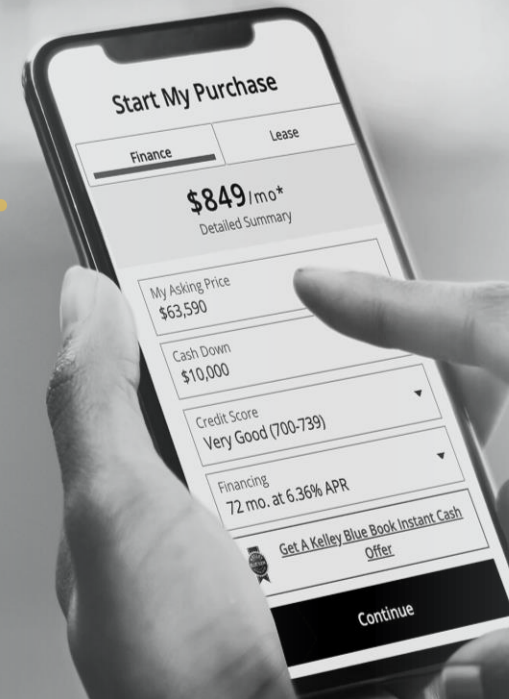 Start My Purchase
Finance
Lease
$849/mo*
Detailed Summary
My Asking Price
$63,590
Cash Down
$10,000
Credit Score
Very Good (700-739)
Financing
72 mo. at 6.36% APR
Get A Kelley Blue Book Instant Cash
Offer
Continue